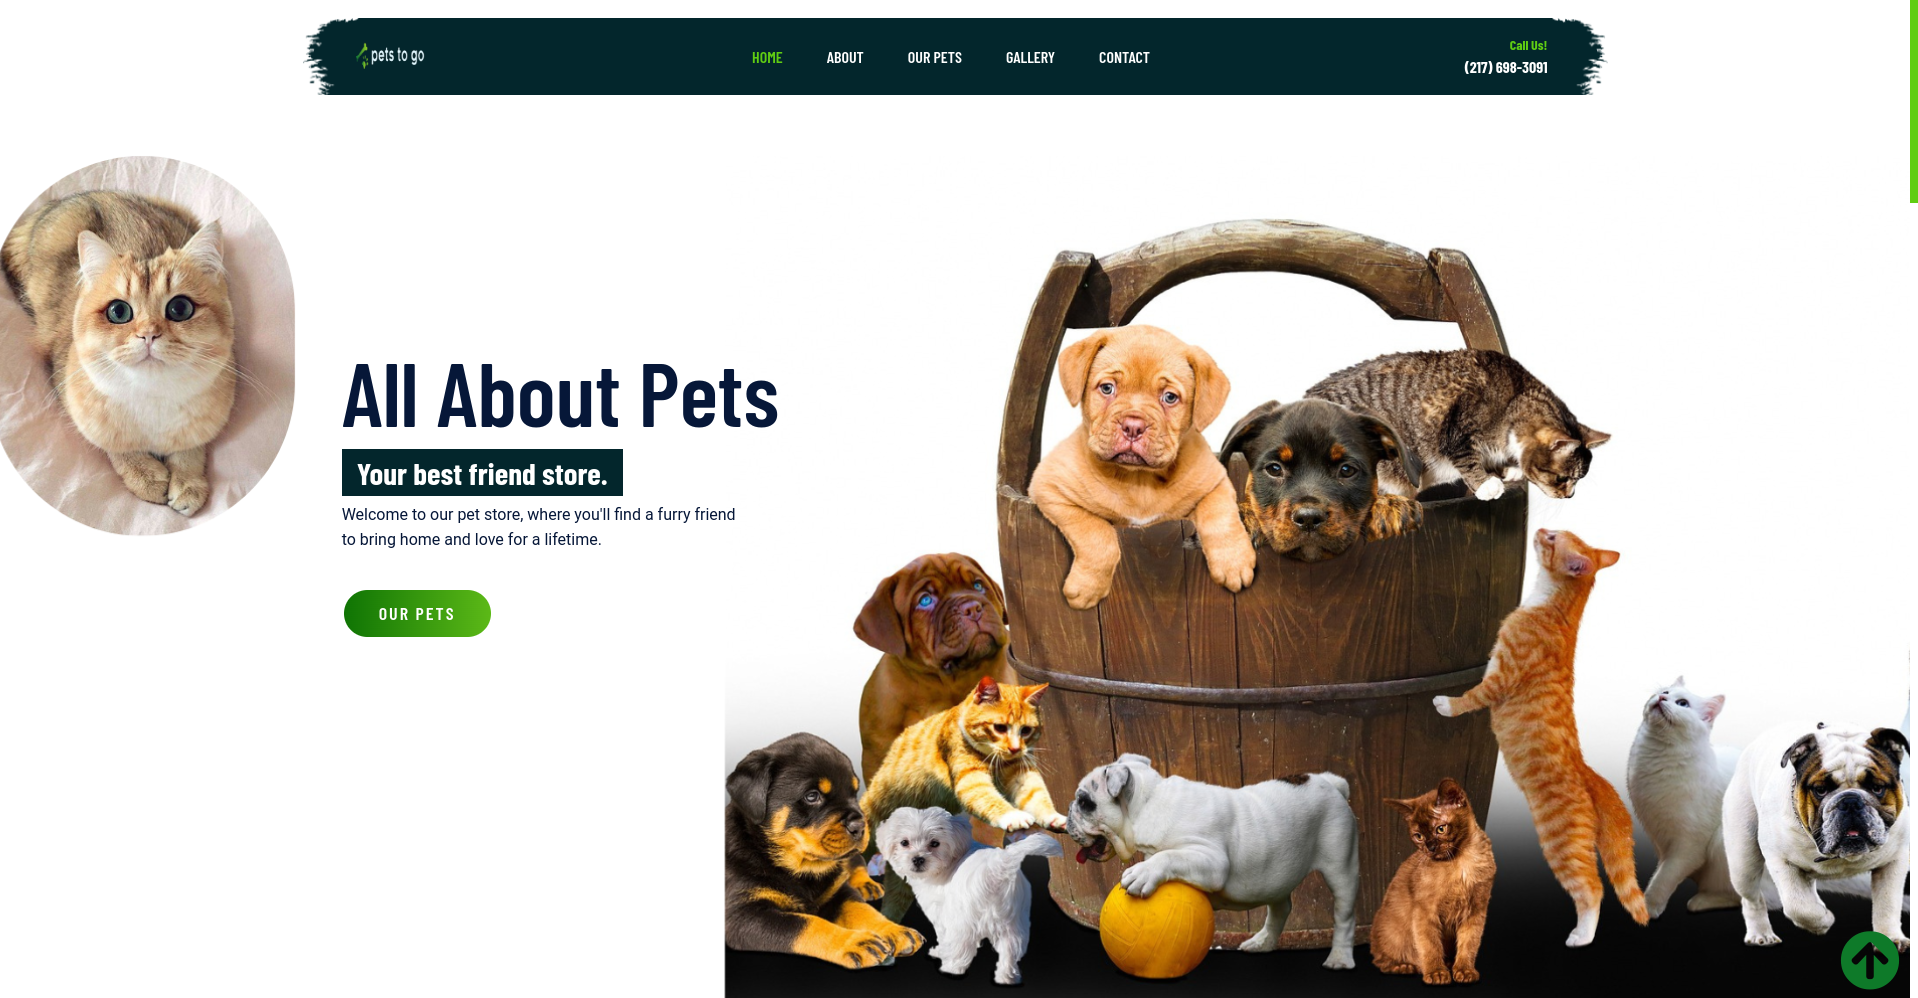 pets to go
HOME
ABOUT
OUR PETS
GALLERY
CONTACT
Call Us!
(217) 698-3091
All About Pets
Your best friend store.
Welcome to our pet store, where you'll find a furry friend
to bring home and love for a lifetime.
OUR PETS